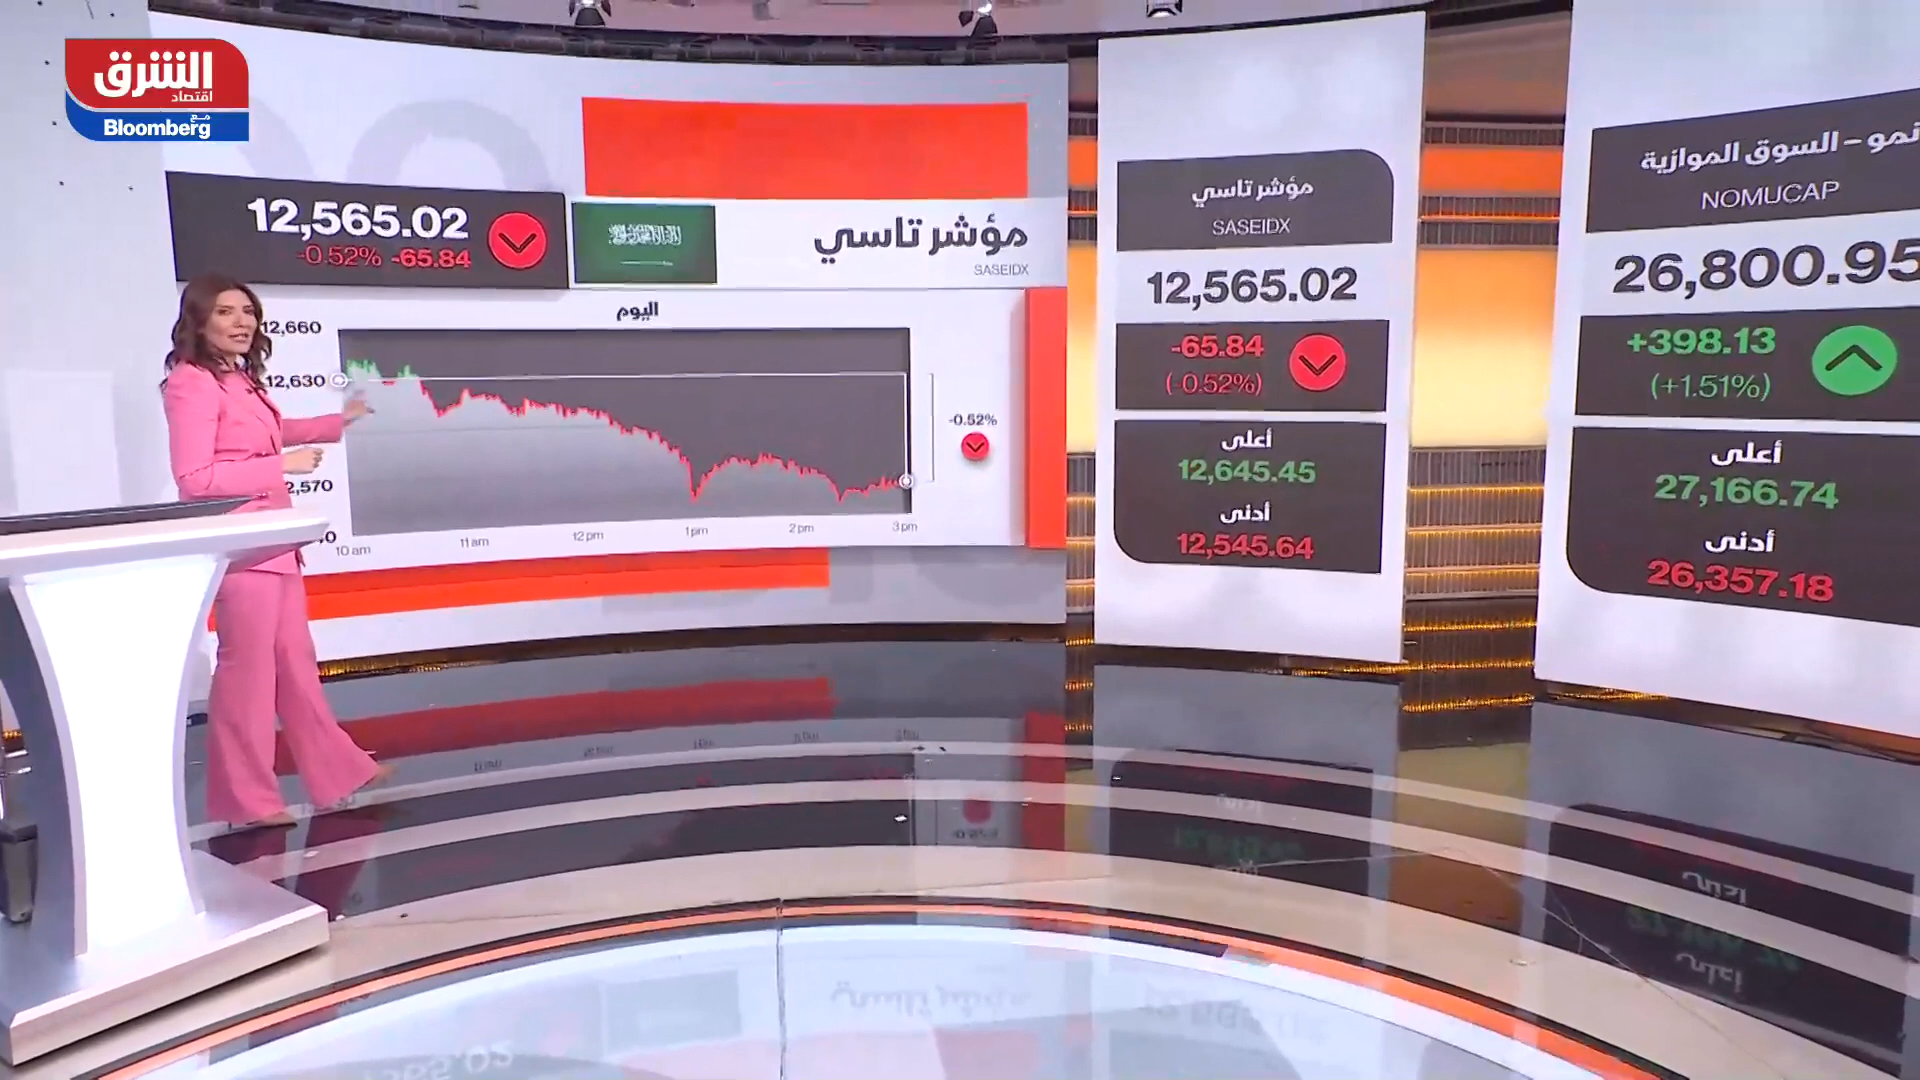 الشرق
اقتصاد
مع
Bloomberg
12,565.02
-0.52% -65.84
مؤشر تاسي
SASEIDX
اليوم
12,660
12,630
2,570
0
10 am
11 am
12 pm
1 pm
2 pm
3 pm
-0.52%
مؤشر تاسي
SASEIDX
12,565.02
-65.84
(-0.52%)
أعلى
12,645.45
أدنى
12,545.64
نمو – السوق الموازية
NOMUCAP
26,800.95
+398.13
(+1.51%)
أعلى
27,166.74
أدنى
26,357.18